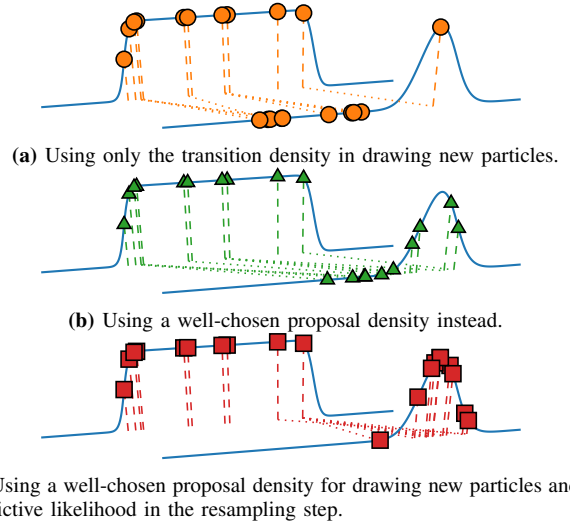 (a) Using only the transition density in drawing new particles.
(b) Using a well-chosen proposal density instead.
Using a well-chosen proposal density for drawing new particles and
ictive likelihood in the resampling step.